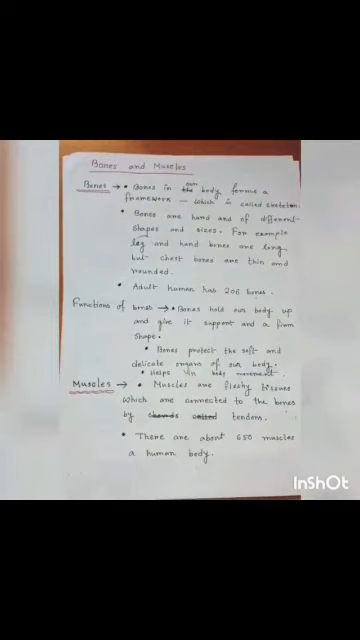 Bones and Muscles
Bones → • Bones in the our body, forms a
framework – which is called skeleton.
• Bones are hard and of different
shapes and sizes. For example
leg and hand bones are long,
but chest bones are thin and
rounded.
• Adult human has 206 bones.
Functions of bones → • Bones hold our body up
and give it support and a firm
shape.
• Bones protect the soft and
delicate organs of our body.
• Helps in movement
Muscles → • Muscles are fleshy tissues
which are connected to the bones
by tendom.
• There are about 650 muscles
a human body.
InShOt